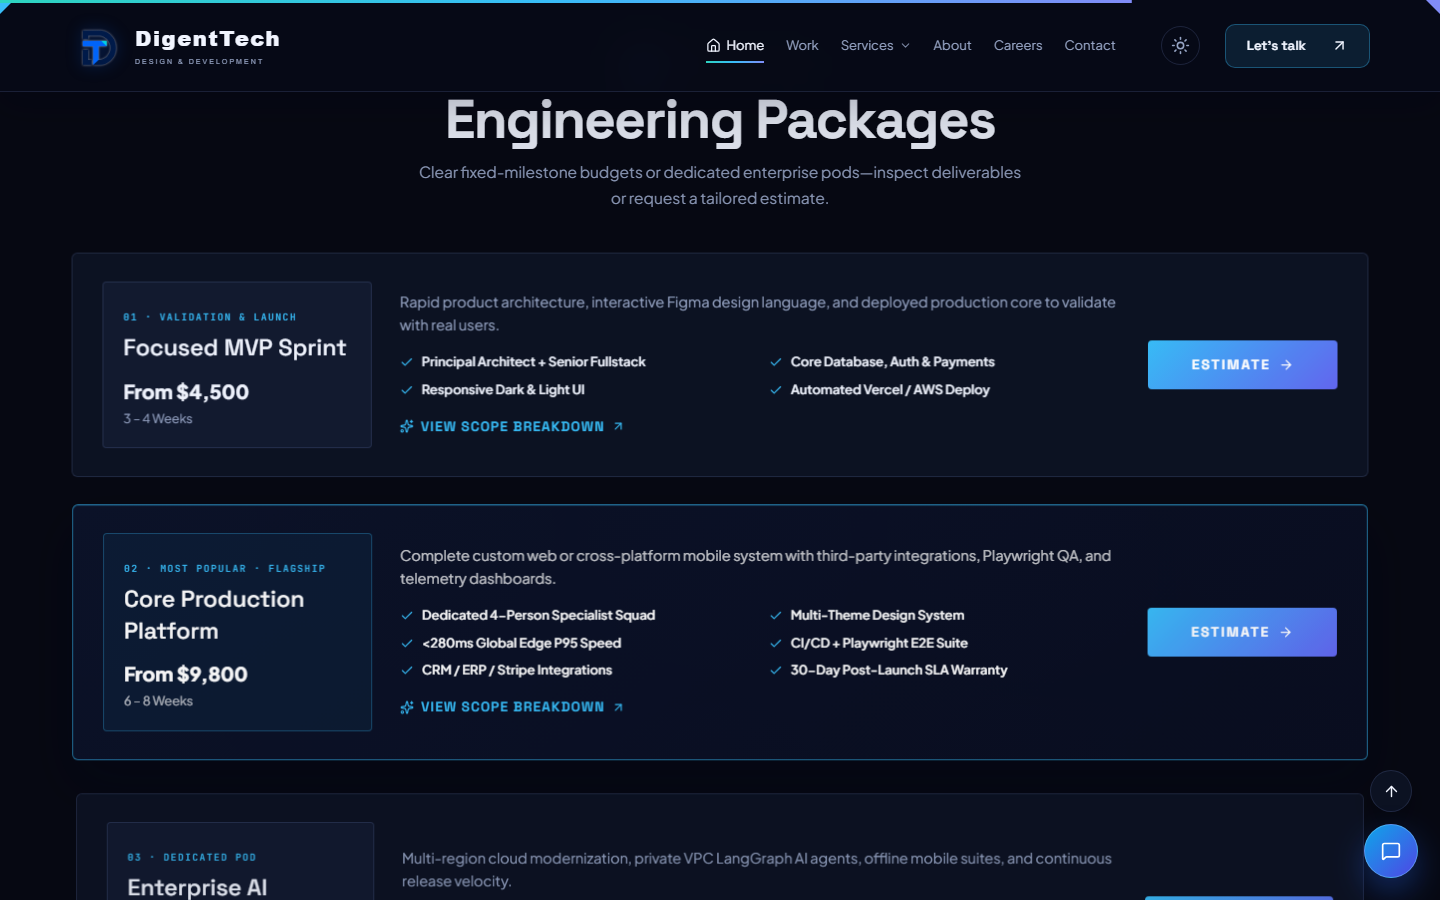 DigentTech
DESIGN & DEVELOPMENT
Home
Work
Services
About
Careers
Contact
Let's talk
Engineering Packages
Clear fixed-milestone budgets or dedicated enterprise pods—inspect deliverables
or request a tailored estimate.
01 · VALIDATION & LAUNCH
Focused MVP Sprint
From $4,500
3 – 4 Weeks
Rapid product architecture, interactive Figma design language, and deployed production core to validate
with real users.
Principal Architect + Senior Fullstack
Core Database, Auth & Payments
Responsive Dark & Light UI
Automated Vercel / AWS Deploy
VIEW SCOPE BREAKDOWN
ESTIMATE
02 · MOST POPULAR · FLAGSHIP
Core Production
Platform
From $9,800
6 – 8 Weeks
Complete custom web or cross-platform mobile system with third-party integrations, Playwright QA, and
telemetry dashboards.
Dedicated 4-Person Specialist Squad
Multi-Theme Design System
<280ms Global Edge P95 Speed
CI/CD + Playwright E2E Suite
CRM / ERP / Stripe Integrations
30-Day Post-Launch SLA Warranty
VIEW SCOPE BREAKDOWN
ESTIMATE
03 · DEDICATED POD
Enterprise AI
Multi-region cloud modernization, private VPC LangGraph AI agents, offline mobile suites, and continuous
release velocity.